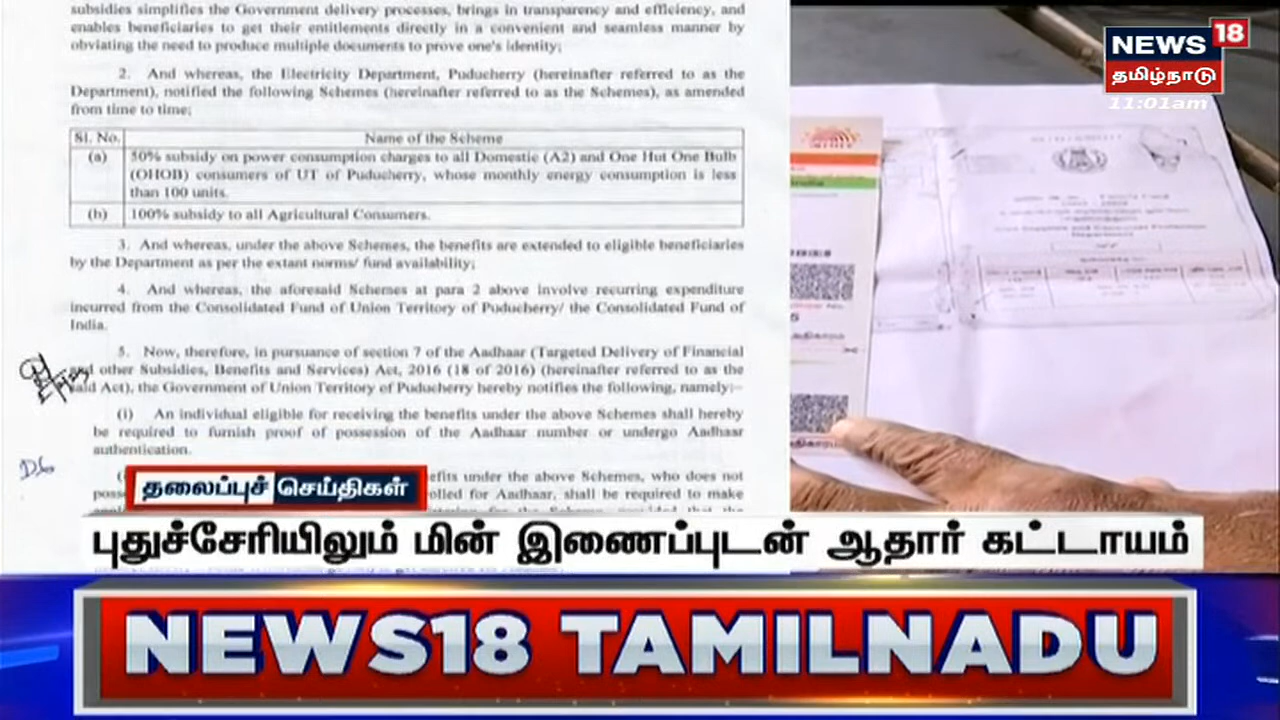 subsidies simplifies the Government delivery processes, brings in transparency and efficiency, and
enables beneficiaries to get their entitlements directly in a convenient and seamless manner by
obviating the need to produce multiple documents to prove one's identity;
2. And whereas, the Electricity Department, Puducherry (hereinafter referred to as the
Department), notified the following Schemes (hereinafter referred to as the Schemes), as amended
from time to time;
Sl. No. Name of the Scheme
(a) 50% subsidy on power consumption charges to all Domestic (A2) and One Hut One Bulb
(OHOB) consumers of UT of Puducherry, whose monthly energy consumption is less
than 100 units.
(b) 100% subsidy to all Agricultural Consumers.
3. And whereas, under the above Schemes, the benefits are extended to eligible beneficiaries
by the Department as per the extant norms/ fund availability;
4. And whereas, the aforesaid Schemes at para 2 above involve recurring expenditure
incurred from the Consolidated Fund of Union Territory of Puducherry/ the Consolidated Fund of
India.
5. Now, therefore, in pursuance of section 7 of the Aadhaar (Targeted Delivery of Financial
other Subsidies, Benefits and Services) Act, 2016 (18 of 2016) (hereinafter referred to as the
said Act), the Government of Union Territory of Puducherry hereby notifies the following, namely:-
(i) An individual eligible for receiving the benefits under the above Schemes shall hereby
be required to furnish proof of possession of the Aadhaar number or undergo Aadhaar
authentication.
efits under the above Schemes, who does not
poss
olled for Aadhaar, shall be required to make
NEWS 18
தமிழ்நாடு
11:01am
தலைப்புச் செய்திகள்
புதுச்சேரியிலும் மின் இணைப்புடன் ஆதார் கட்டாயம்
NEWS18 TAMILNADU